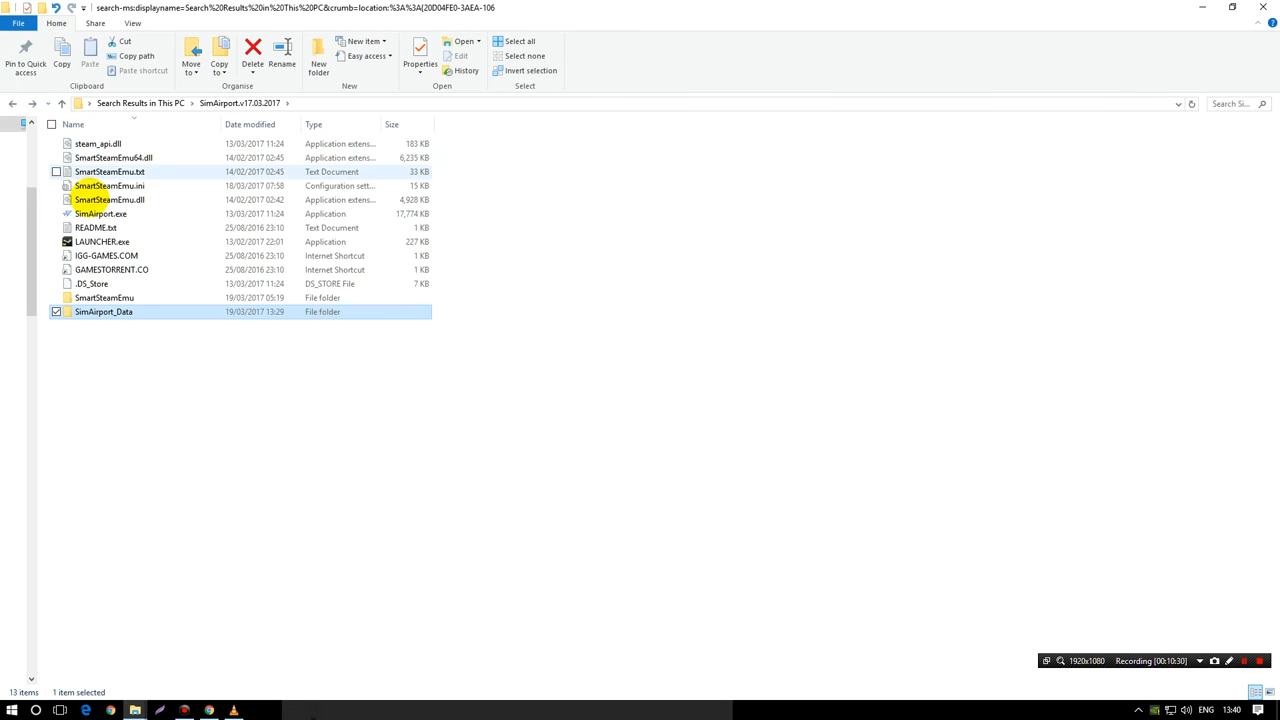 search-ms:displayname=Search%20Results%20in%20This%20PC&crumb=location:%3A%3A{20D04FE0-3AEA-106
File Home Share View
Pin to Quick access
Copy
Paste
Cut
Copy path
Paste shortcut
Clipboard
Move to
Copy to
Delete
Rename
Organise
New folder
New item
Easy access
New
Properties
Open
Edit
History
Open
Select all
Select none
Invert selection
Select
Search Results in This PC SimAirport.v17.03.2017 Search Si...
Name Date modified Type Size
steam_api.dll 13/03/2017 11:24 Application extens... 183 KB
SmartSteamEmu64.dll 14/02/2017 02:45 Application extens... 6,235 KB
SmartSteamEmu.txt 14/02/2017 02:45 Text Document 33 KB
SmartSteamEmu.ini 18/03/2017 07:58 Configuration sett... 15 KB
SmartSteamEmu.dll 14/02/2017 02:42 Application extens... 4,928 KB
SimAirport.exe 13/03/2017 11:24 Application 17,774 KB
README.txt 25/08/2016 23:10 Text Document 1 KB
LAUNCHER.exe 13/02/2017 22:01 Application 227 KB
IGG-GAMES.COM 25/08/2016 23:10 Internet Shortcut 1 KB
GAMESTORRENT.CO 25/08/2016 23:10 Internet Shortcut 1 KB
.DS_Store 13/03/2017 11:24 DS_STORE File 7 KB
SmartSteamEmu 19/03/2017 05:19 File folder
SimAirport_Data 19/03/2017 13:29 File folder
1920x1080 Recording [00:10:30]
13 items 1 item selected
ENG 13:40